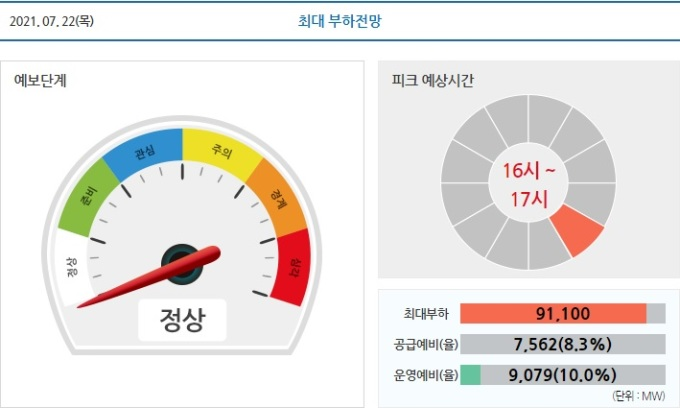 2021. 07. 22(목)
최대 부하전망
예보단계
정상
준비
관심
주의
경계
심각
정상
피크 예상시간
16시 ~
17시
최대부하 91,100
공급예비(율) 7,562(8.3%)
운영예비(율) 9,079(10.0%)
(단위 : MW)